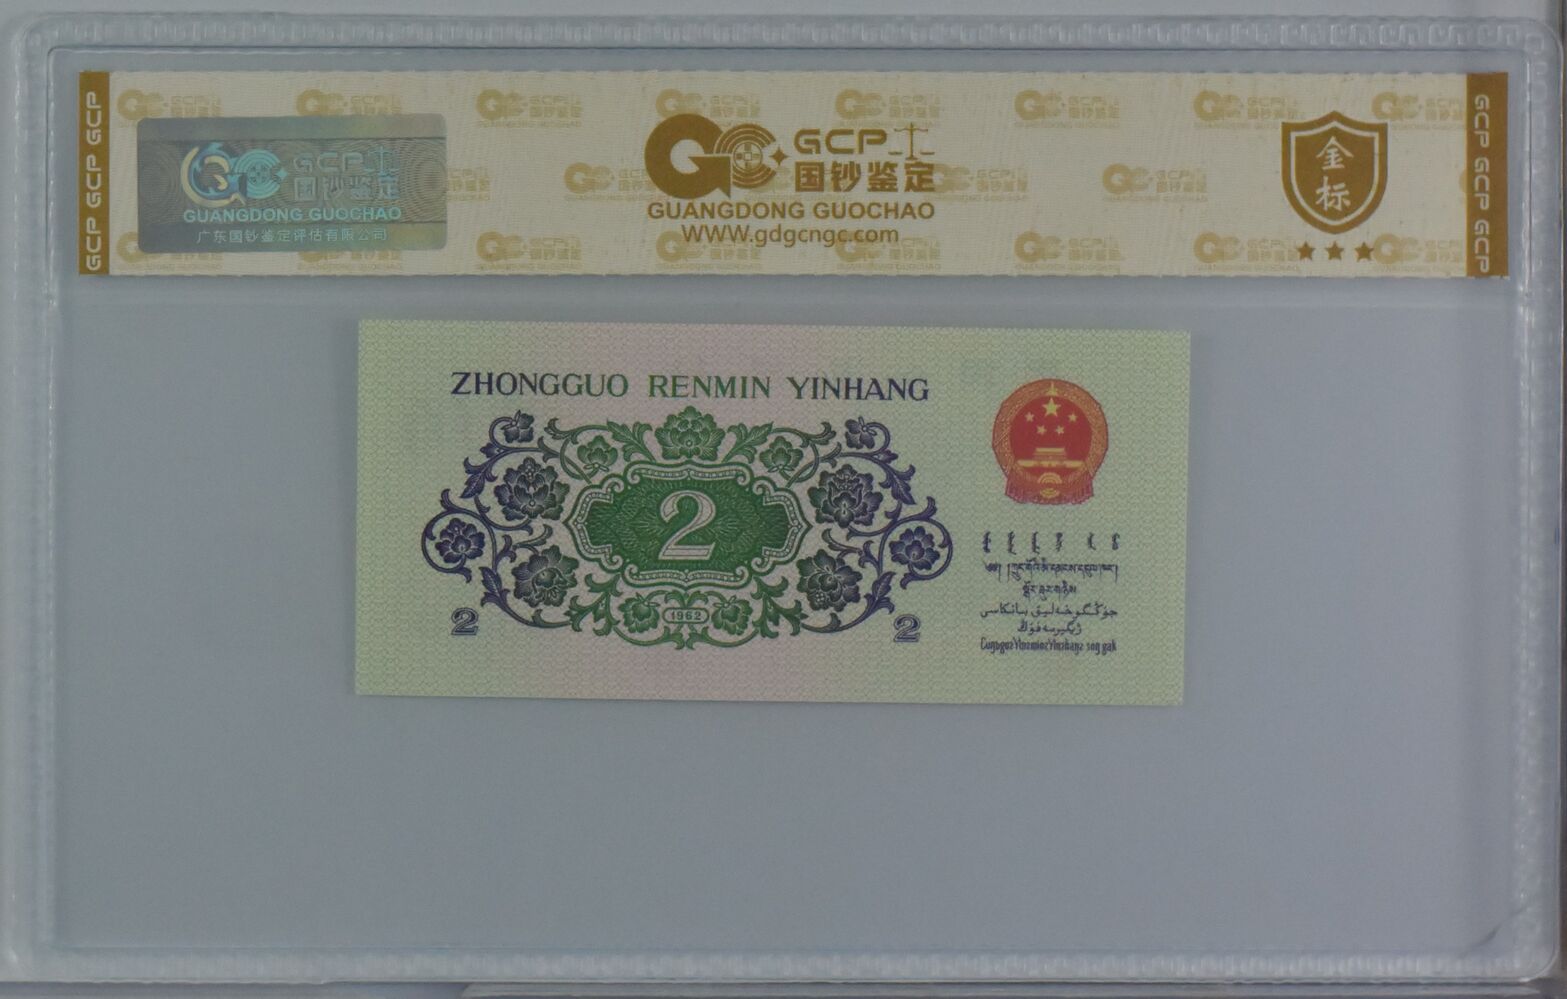 GCP GCP GCP
GCP
国钞鉴定
GUANGDONG GUOCHAO
广东国钞鉴定评估有限公司
GCP
国钞鉴定
GUANGDONG GUOCHAO
WWW.gdgcngc.com
金
标
GCP GCP GCP
ZHONGGUO RENMIN YINHANG
2
1962
2
2